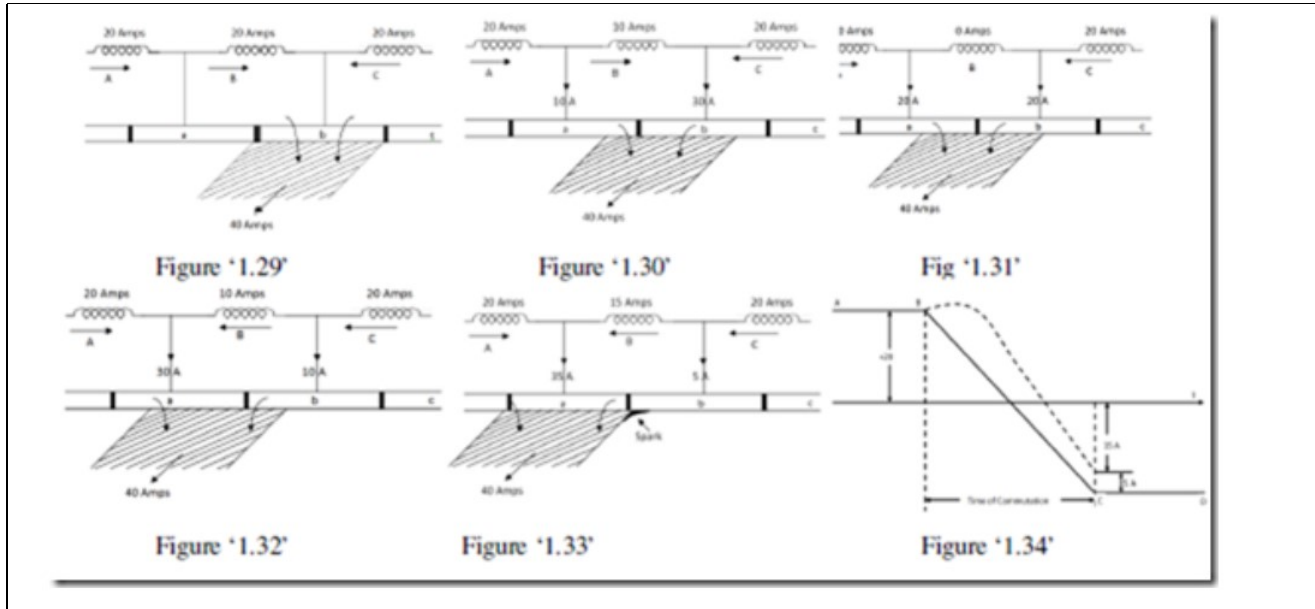 20 Amps 20 Amps 20 Amps
A B C
a b
40 Amps
Figure ‘1.29’
20 Amps 10 Amps 20 Amps
A B C
10 A 30 A
a b c
40 Amps
Figure ‘1.30’
0 Amps 20 Amps
B C
20 A 20 A
a b c
40 Amps
Fig ‘1.31’
20 Amps 10 Amps 20 Amps
A B C
30 A 10 A
a b c
40 Amps
Figure ‘1.32’
20 Amps 15 Amps 20 Amps
A B C
35 A 5 A
a b c
Spark
40 Amps
Figure ‘1.33’
A B
+20
t
15 A
5 A
Time of Commutation C D
Figure ‘1.34’